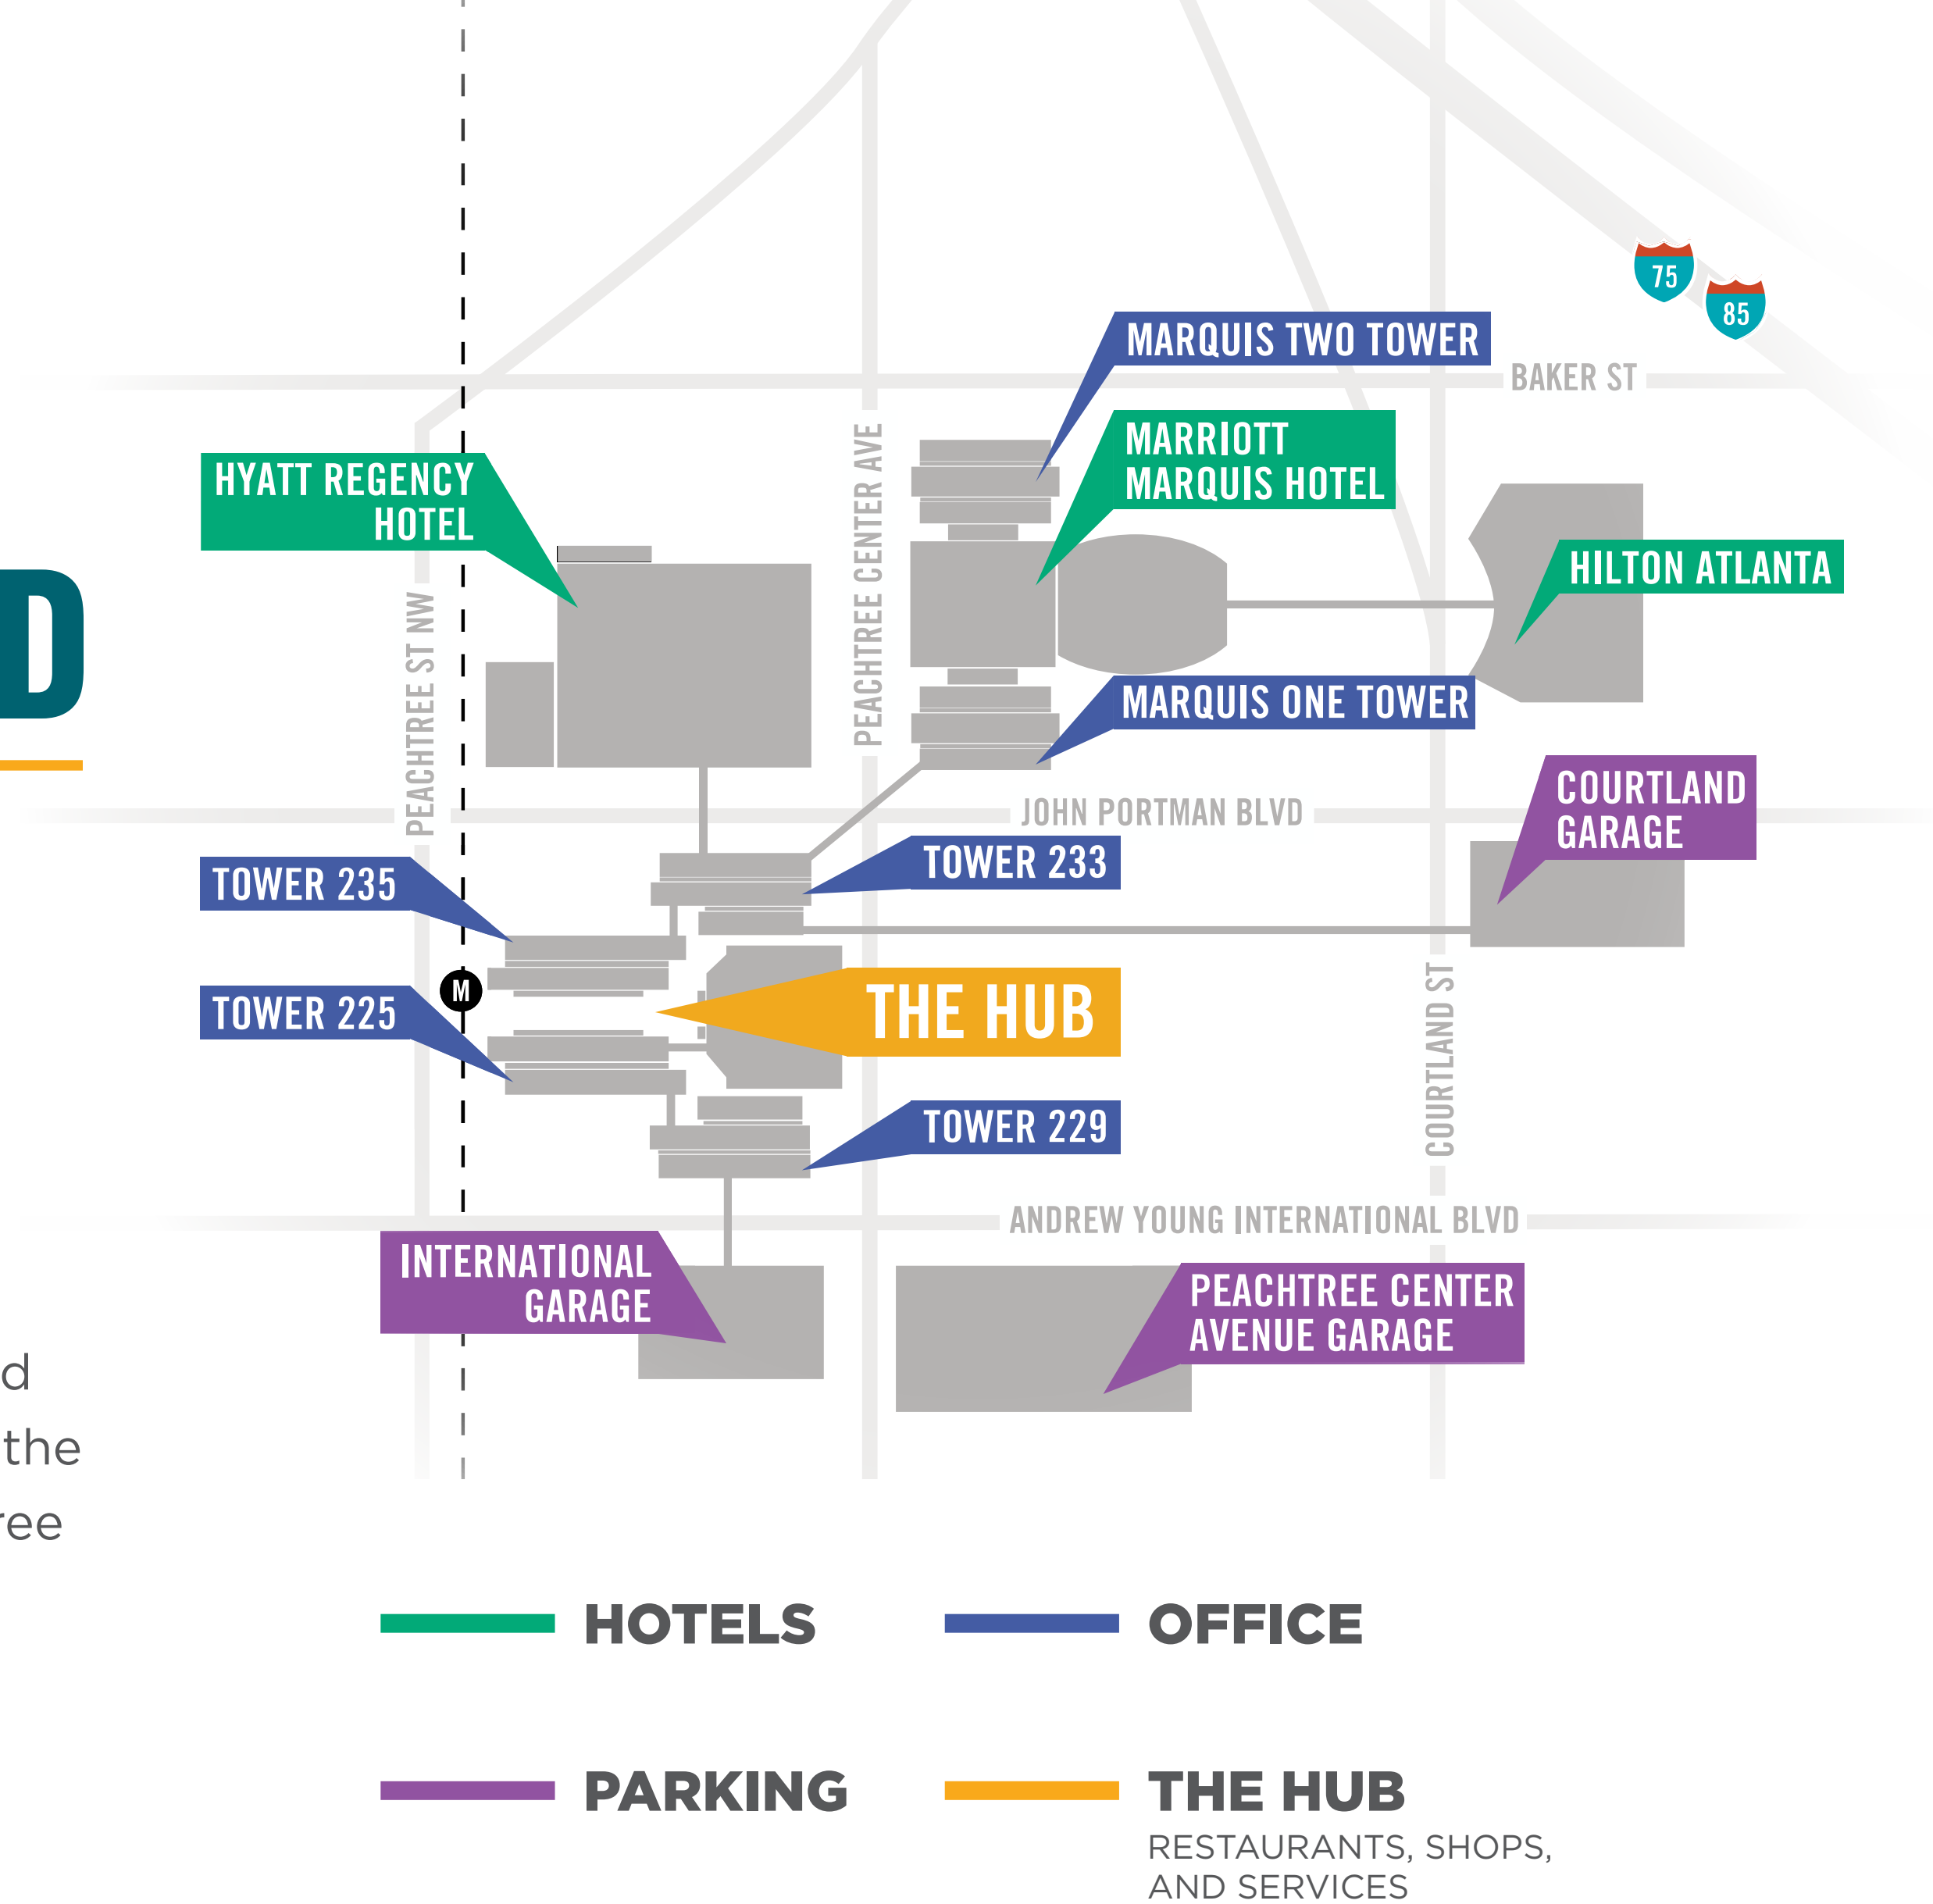 75
85
MARQUIS TWO TOWER
BAKER ST
MARRIOTT
MARQUIS HOTEL
PEACHTREE CENTER AVE
HYATT REGENCY
HOTEL
HILTON ATLANTA
PEACHTREE ST NW
D
MARQUIS ONE TOWER
COURTLAND
GARAGE
JOHN PORTMAN BLVD
TOWER 233
TOWER 235
M
THE HUB
TOWER 225
COURTLAND ST
TOWER 229
ANDREW YOUNG INTERNATIONAL BLVD
INTERNATIONAL
GARAGE
PEACHTREE CENTER
AVENUE GARAGE
d
the
ree
HOTELS
OFFICE
PARKING
THE HUB
RESTAURANTS, SHOPS,
AND SERVICES